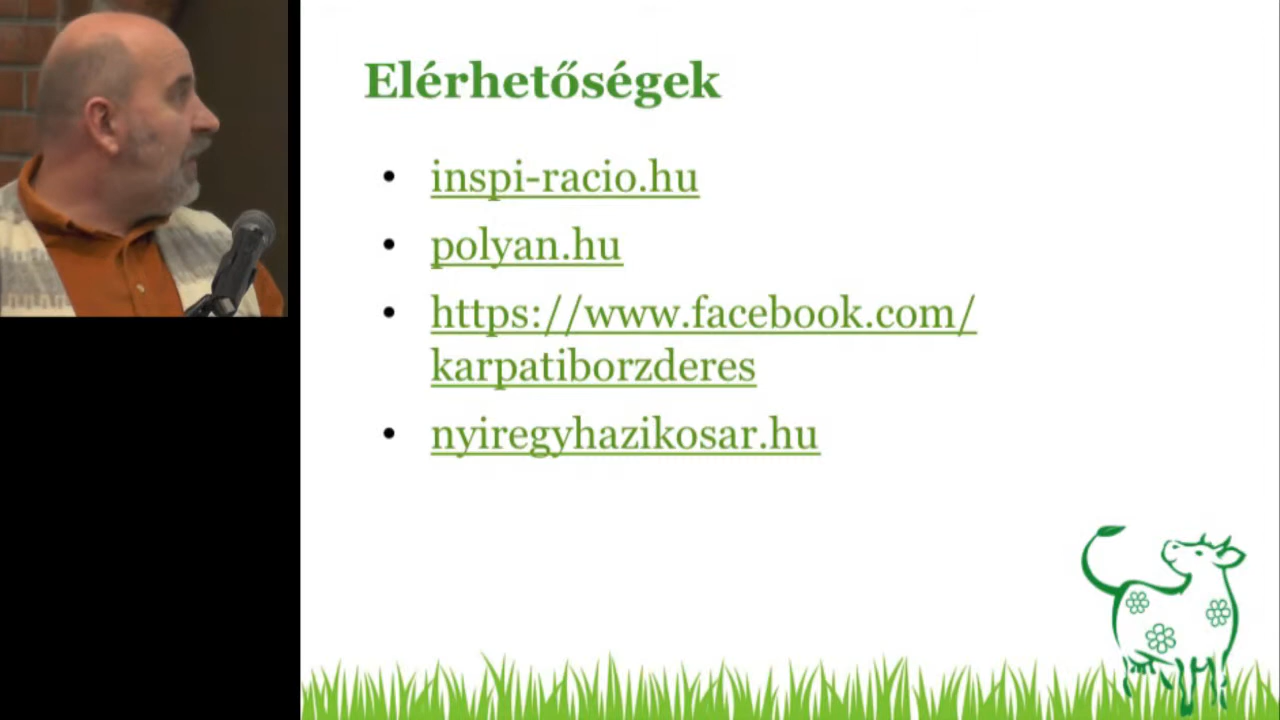 Elérhetőségek
inspi-racio.hu
polyan.hu
https://www.facebook.com/
karpatiborzderes
nyiregyhazikosar.hu